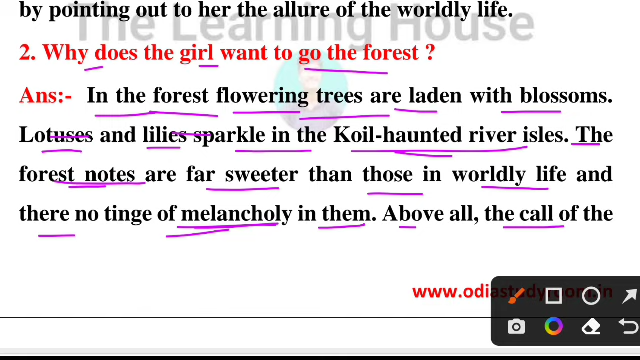 by pointing out to her the allure of the worldly life.
The Learning House
2. Why does the girl want to go the forest ?
Ans:- In the forest flowering trees are laden with blossoms.
Lotuses and lilies sparkle in the Koil-haunted river isles. The
forest notes are far sweeter than those in worldly life and
there no tinge of melancholy in them. Above all, the call of the